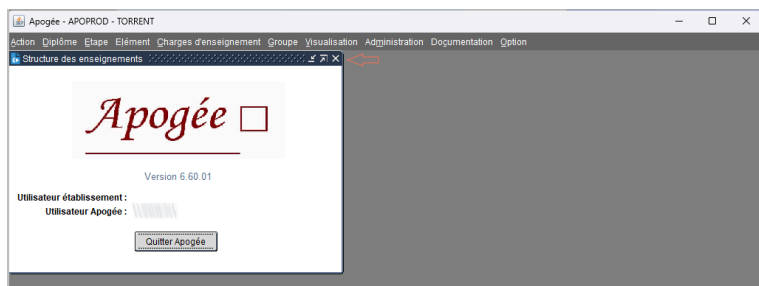 Apogée - APOPROD - TORRENT
Action Diplôme Etape Elément Charges d'enseignement Groupe Visualisation Administration Documentation Option
Structure des enseignements
Apogée
Version 6.60.01
Utilisateur établissement :
Utilisateur Apogée :
Quitter Apogée